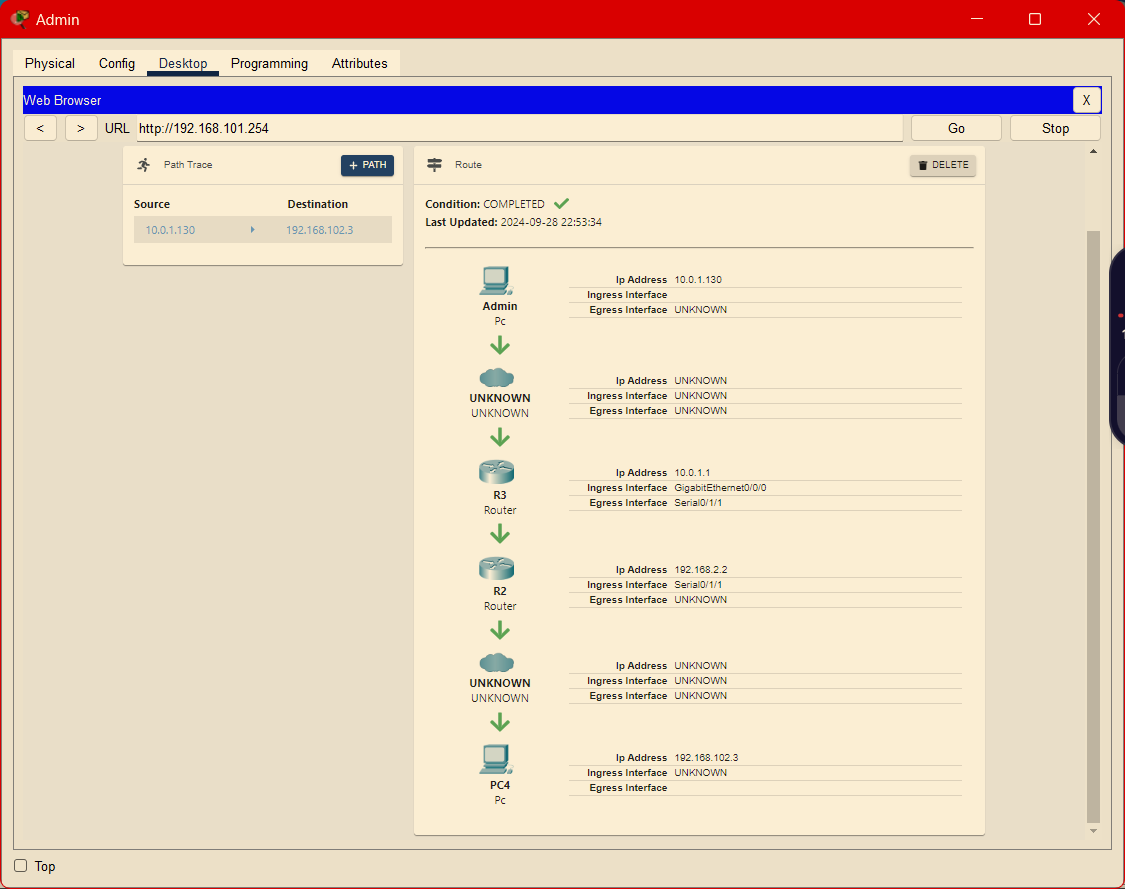 Admin
Physical Config Desktop Programming Attributes
Web Browser X
< > URL http://192.168.101.254 Go Stop
Path Trace + PATH
Source Destination
10.0.1.130 192.168.102.3
Route DELETE
Condition: COMPLETED
Last Updated: 2024-09-28 22:53:34
Admin
Pc
Ip Address 10.0.1.130
Ingress Interface
Egress Interface UNKNOWN
UNKNOWN
UNKNOWN
Ip Address UNKNOWN
Ingress Interface UNKNOWN
Egress Interface UNKNOWN
R3
Router
Ip Address 10.0.1.1
Ingress Interface GigabitEthernet0/0/0
Egress Interface Serial0/1/1
R2
Router
Ip Address 192.168.2.2
Ingress Interface Serial0/1/1
Egress Interface UNKNOWN
UNKNOWN
UNKNOWN
Ip Address UNKNOWN
Ingress Interface UNKNOWN
Egress Interface UNKNOWN
PC4
Pc
Ip Address 192.168.102.3
Ingress Interface UNKNOWN
Egress Interface
Top